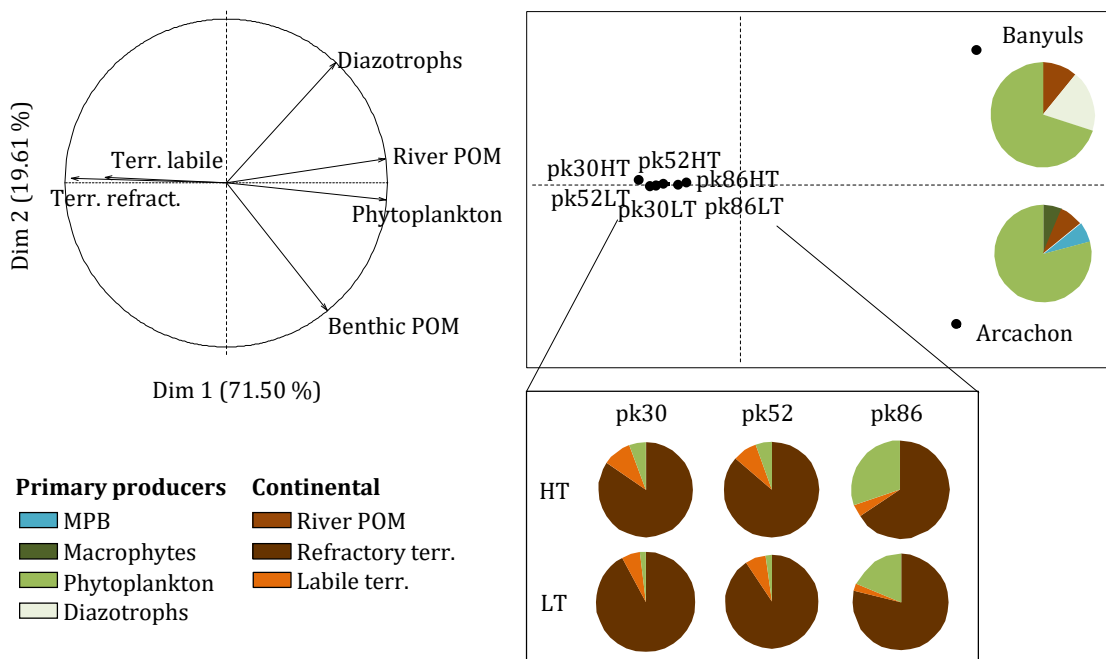 Diazotrophs
Terr. labile
River POM
Terr. refract.
Phytoplankton
Benthic POM
Dim 2 (19.61 %)
Dim 1 (71.50 %)
Banyuls
pk30HT
pk52HT
pk86HT
pk52LT
pk30LT
pk86LT
Arcachon
pk30 pk52 pk86
HT
LT
Primary producers
MPB
Macrophytes
Phytoplankton
Diazotrophs
Continental
River POM
Refractory terr.
Labile terr.